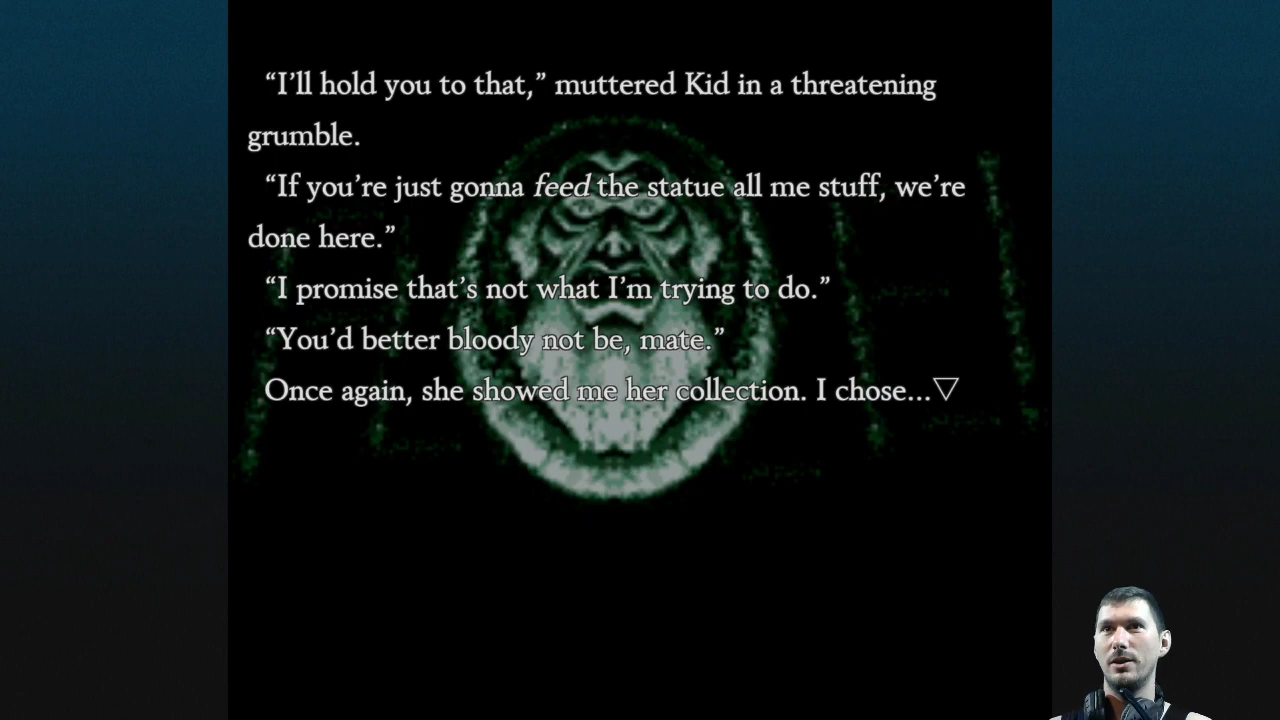 “I’ll hold you to that,” muttered Kid in a threatening
grumble.
“If you’re just gonna feed the statue all me stuff, we’re
done here.”
“I promise that’s not what I’m trying to do.”
“You’d better bloody not be, mate.”
Once again, she showed me her collection. I chose...▽